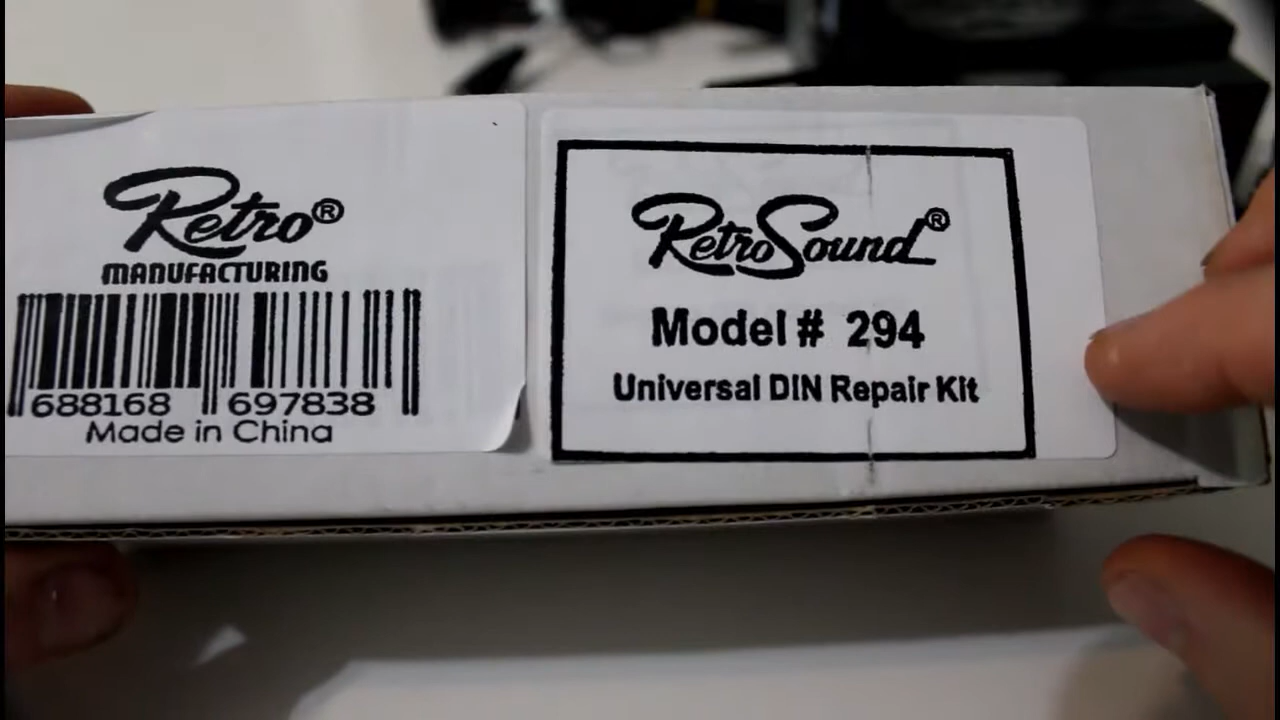 Retro®
MANUFACTURING
688168 697838
Made in China
RetroSound®
Model # 294
Universal DIN Repair Kit